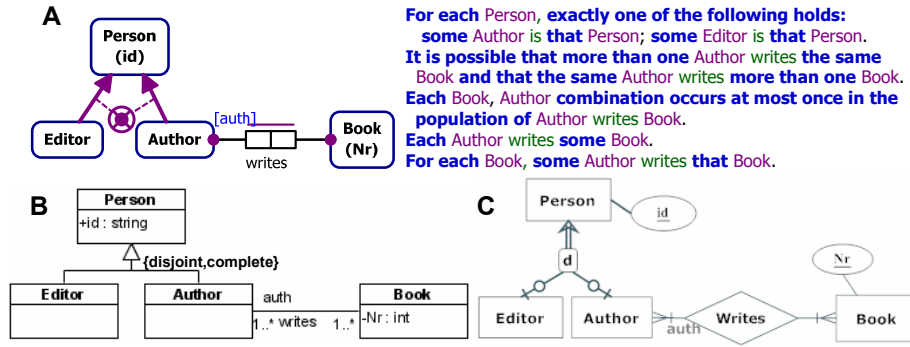 A
Person
(id)
Editor
Author
[auth]
writes
Book
(Nr)
For each Person, exactly one of the following holds:
some Author is that Person; some Editor is that Person.
It is possible that more than one Author writes the same
Book and that the same Author writes more than one Book.
Each Book, Author combination occurs at most once in the
population of Author writes Book.
Each Author writes some Book.
For each Book, some Author writes that Book.
B
Person
+id : string
{disjoint,complete}
Editor
Author
auth
1..* writes 1..*
Book
-Nr : int
C
Person
id
d
Nr
Editor
Author
auth
Writes
Book